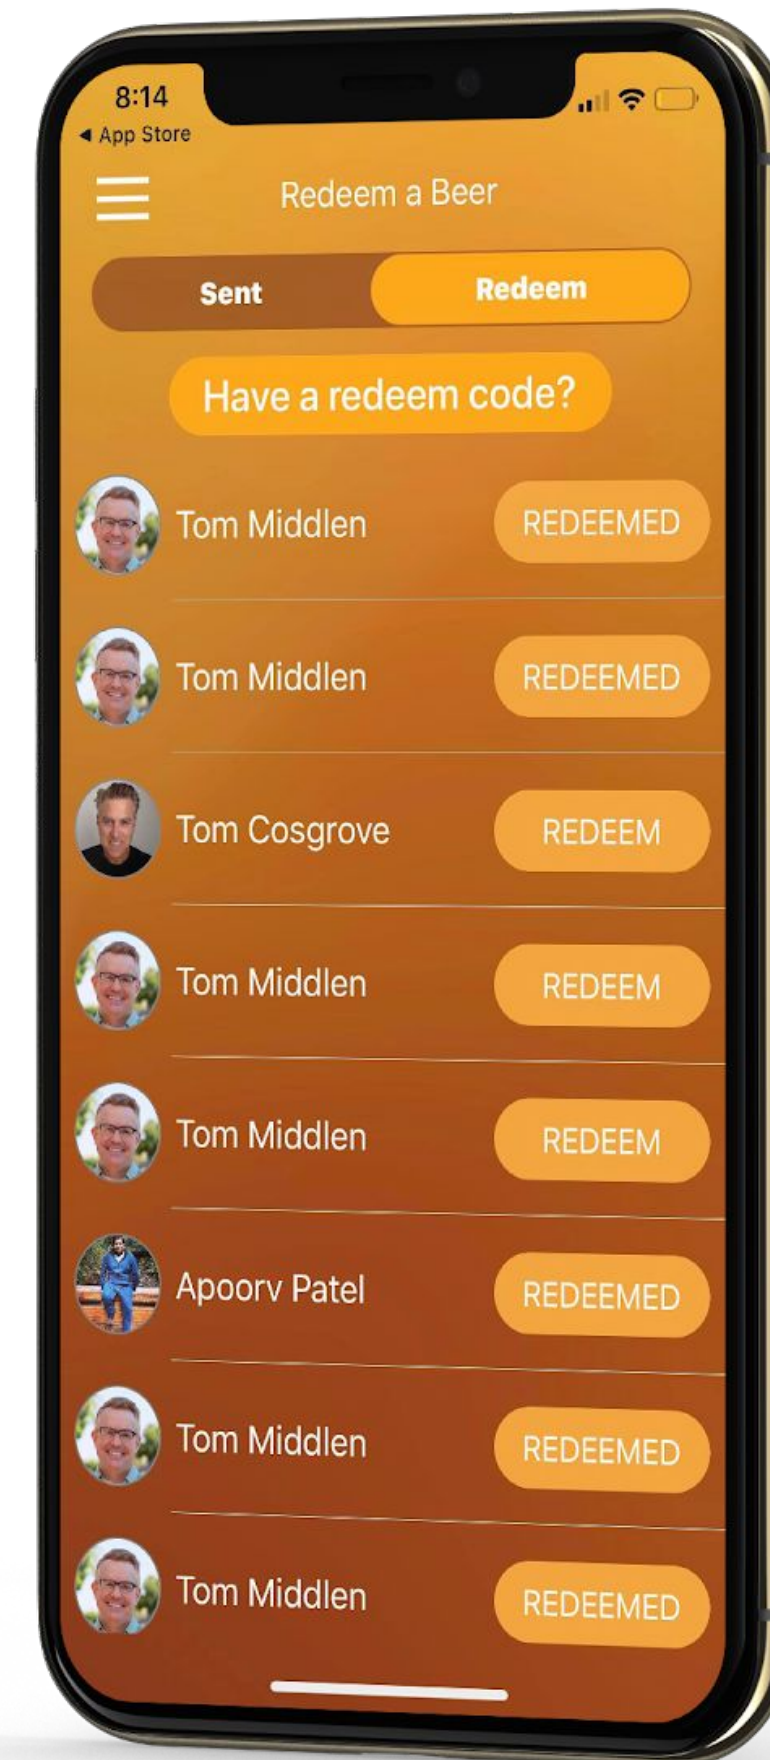 8:14
◀ App Store
Redeem a Beer
Sent Redeem
Have a redeem code?
Tom Middlen REDEEMED
Tom Middlen REDEEMED
Tom Cosgrove REDEEM
Tom Middlen REDEEM
Tom Middlen REDEEM
Apoorv Patel REDEEMED
Tom Middlen REDEEMED
Tom Middlen REDEEMED